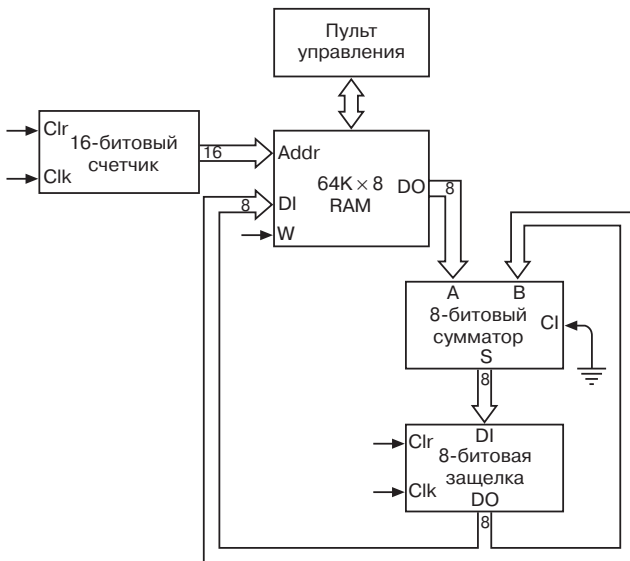 Пульт
управления
Clr
16-битовый
счетчик
Clk
16
Addr
64K × 8
RAM
DO
8
8
DI
W
A
B
8-битовый
сумматор
CI
S
8
DI
Clr
8-битовая
защелка
Clk
DO
8